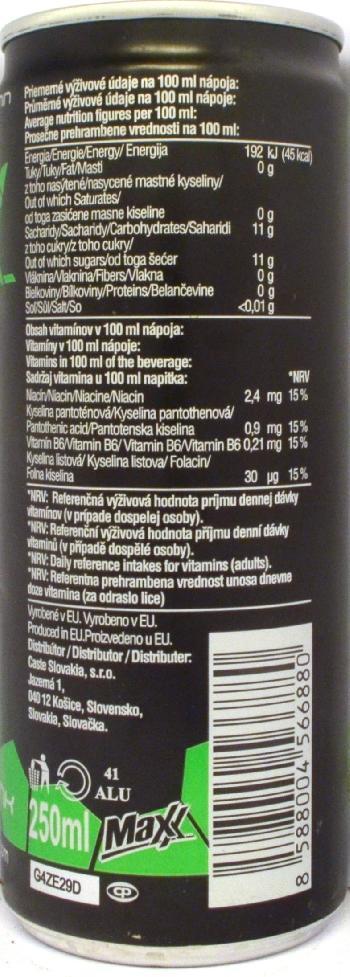 Priemerné výživové údaje na 100 ml nápoja:
Průměrné výživové údaje na 100 ml nápoje:
Average nutrition figures per 100 ml:
Prosečne prehrambene vrednosti na 100 ml:
Energia/Energie/Energy/ Energija 192 kJ (45 kcal)
Tuky/Tuky/Fat/Masti 0 g
z toho nasýtené/nasycené mastné kyseliny/
Out of which Saturates/
od toga zasićene masne kiseline 0 g
Sacharidy/Sacharidy/Carbohydrates/Saharidi 11 g
z toho cukry/z toho cukry/
Out of which sugars/od toga šećer 11 g
Vláknina/Vlaknina/Fibers/Vlakna 0 g
Bielkoviny/Bílkoviny/Proteins/Belančevine 0 g
Soľ/Sůl/Salt/So <0,01 g
Obsah vitamínov v 100 ml nápoja:
Vitamíny v 100 ml nápoje:
Vitamins in 100 ml of the beverage:
Sadržaj vitamina u 100 ml napitka: *NRV
Niacín/Niacin/Niacine/Niacin 2,4 mg 15%
Kyselina pantoténová/Kyselina pantothenová/
Pantothenic acid/Pantotenska kiselina 0,9 mg 15%
Vitamín B6/Vitamin B6/ Vitamin B6/Vitamin B6 0,21 mg 15%
Kyselina listová/ Kyselina listova/ Folacin/
Folna kiselina 30 µg 15%
*NRV: Referenčná výživová hodnota príjmu dennej dávky
vitamínov (v prípade dospelej osoby).
*NRV: Referenční výživová hodnota příjmu denní dávky
vitaminů (v případě dospělé osoby).
*NRV: Daily reference intakes for vitamins (adults).
*NRV: Referentna prehrambena vrednost unosa dnevne
doze vitamina (za odraslo lice)
Vyrobené v EU. Vyrobeno v EU.
Produced in EU.Proizvedeno u EU.
Distribútor / Distributor / Distributer:
Caste Slovakia, s.r.o.
Jazerná 1,
040 12 Košice, Slovensko,
Slovakia, Slovačka.
41
ALU
250ml
Maxx
G4ZE29D
8 588004 566880